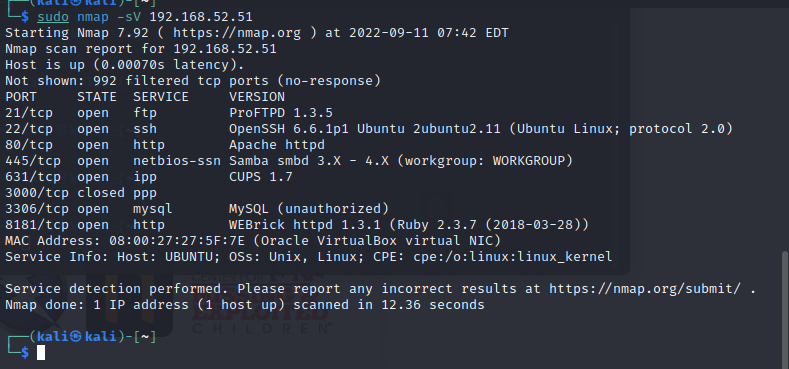 ┌──(kali㉿kali)-[~]
└─$ sudo nmap -sV 192.168.52.51
Starting Nmap 7.92 ( https://nmap.org ) at 2022-09-11 07:42 EDT
Nmap scan report for 192.168.52.51
Host is up (0.00070s latency).
Not shown: 992 filtered tcp ports (no-response)
PORT     STATE  SERVICE     VERSION
21/tcp   open   ftp         ProFTPD 1.3.5
22/tcp   open   ssh         OpenSSH 6.6.1p1 Ubuntu 2ubuntu2.11 (Ubuntu Linux; protocol 2.0)
80/tcp   open   http        Apache httpd
445/tcp  open   netbios-ssn Samba smbd 3.X - 4.X (workgroup: WORKGROUP)
631/tcp  open   ipp         CUPS 1.7
3000/tcp closed ppp
3306/tcp open   mysql       MySQL (unauthorized)
8181/tcp open   http        WEBrick httpd 1.3.1 (Ruby 2.3.7 (2018-03-28))
MAC Address: 08:00:27:27:5F:7E (Oracle VirtualBox virtual NIC)
Service Info: Host: UBUNTU; OSs: Unix, Linux; CPE: cpe:/o:linux:linux_kernel
Service detection performed. Please report any incorrect results at https://nmap.org/submit/ .
Nmap done: 1 IP address (1 host up) scanned in 12.36 seconds
EXPLOITED
CHILDREN
┌──(kali㉿kali)-[~]
└─$